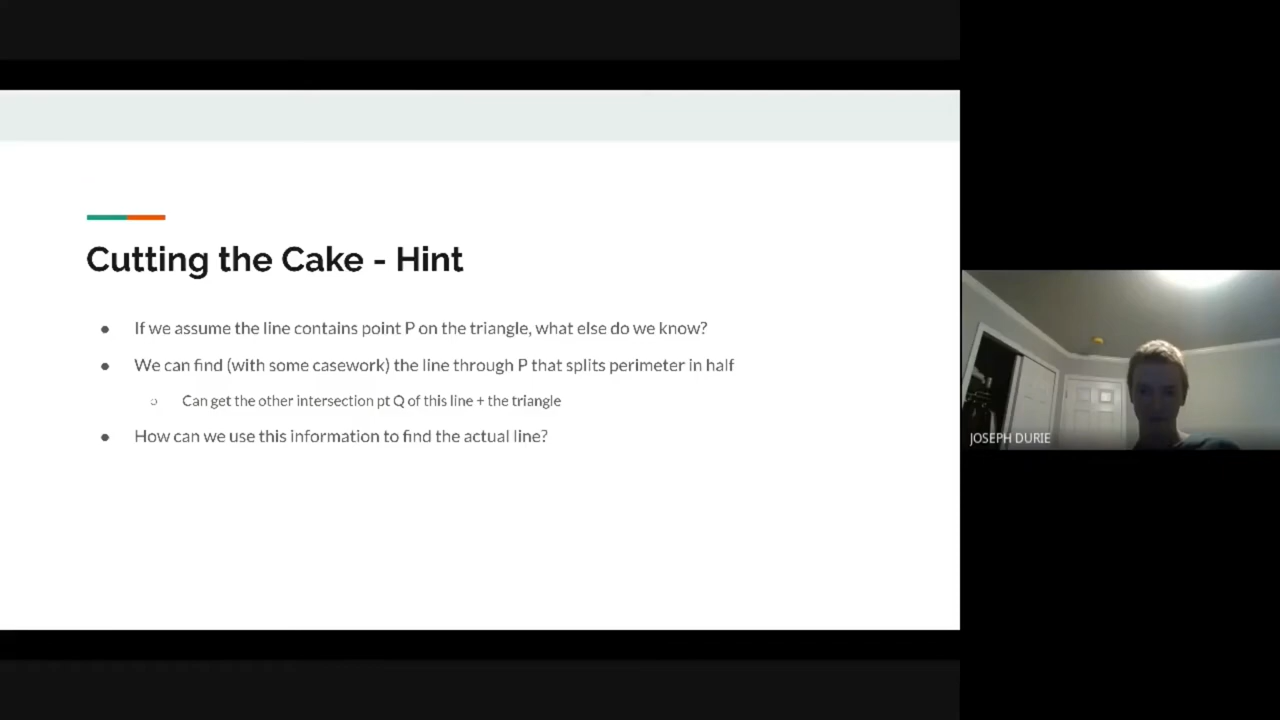 Cutting the Cake - Hint
If we assume the line contains point P on the triangle, what else do we know?
We can find (with some casework) the line through P that splits perimeter in half
Can get the other intersection pt Q of this line + the triangle
How can we use this information to find the actual line?
JOSEPH DURIE